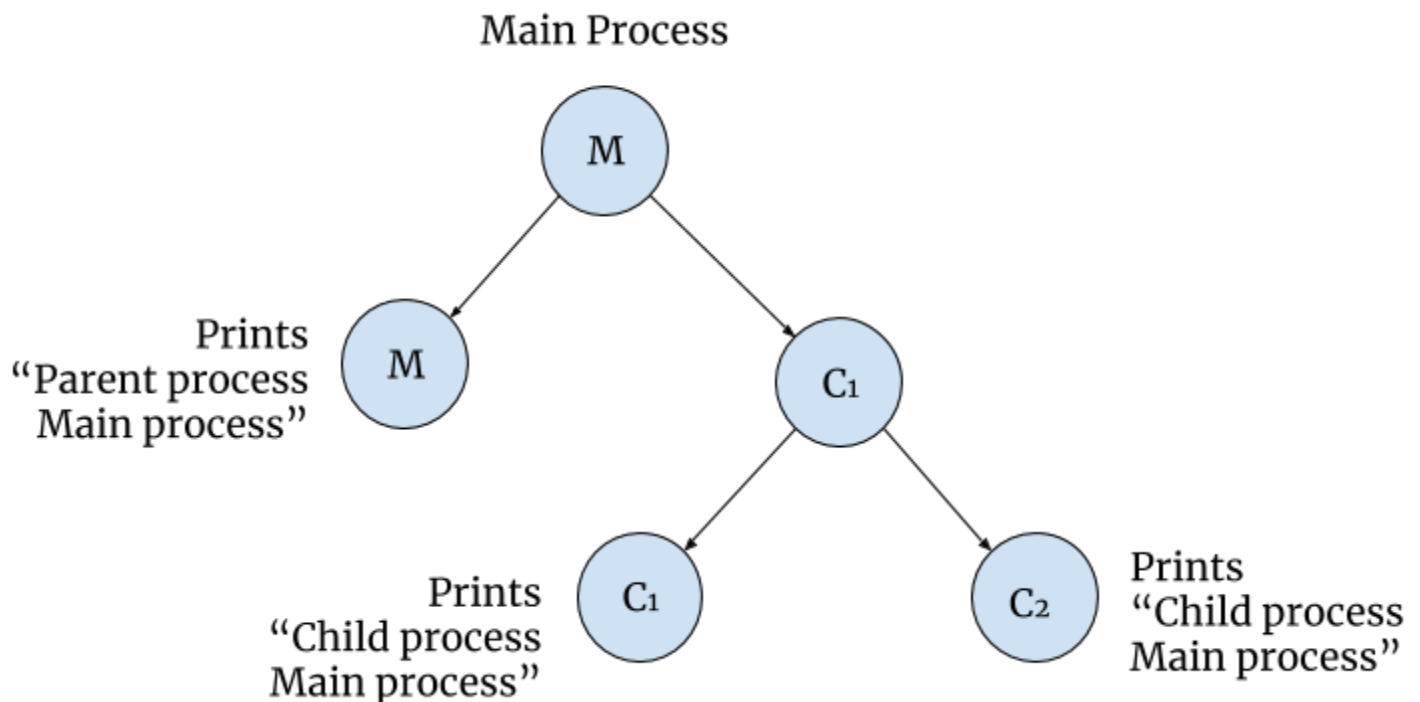 Main Process
M
Prints
“Parent process
Main process”
M
C1
Prints
“Child process
Main process”
C1
C2
Prints
“Child process
Main process”